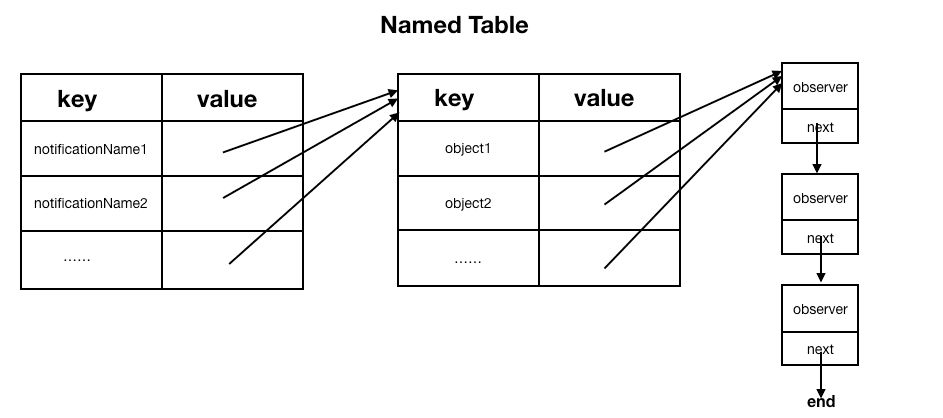 Named Table
key value
notificationName1
notificationName2
......
key value
object1
object2
......
observer
next
observer
next
observer
next
end